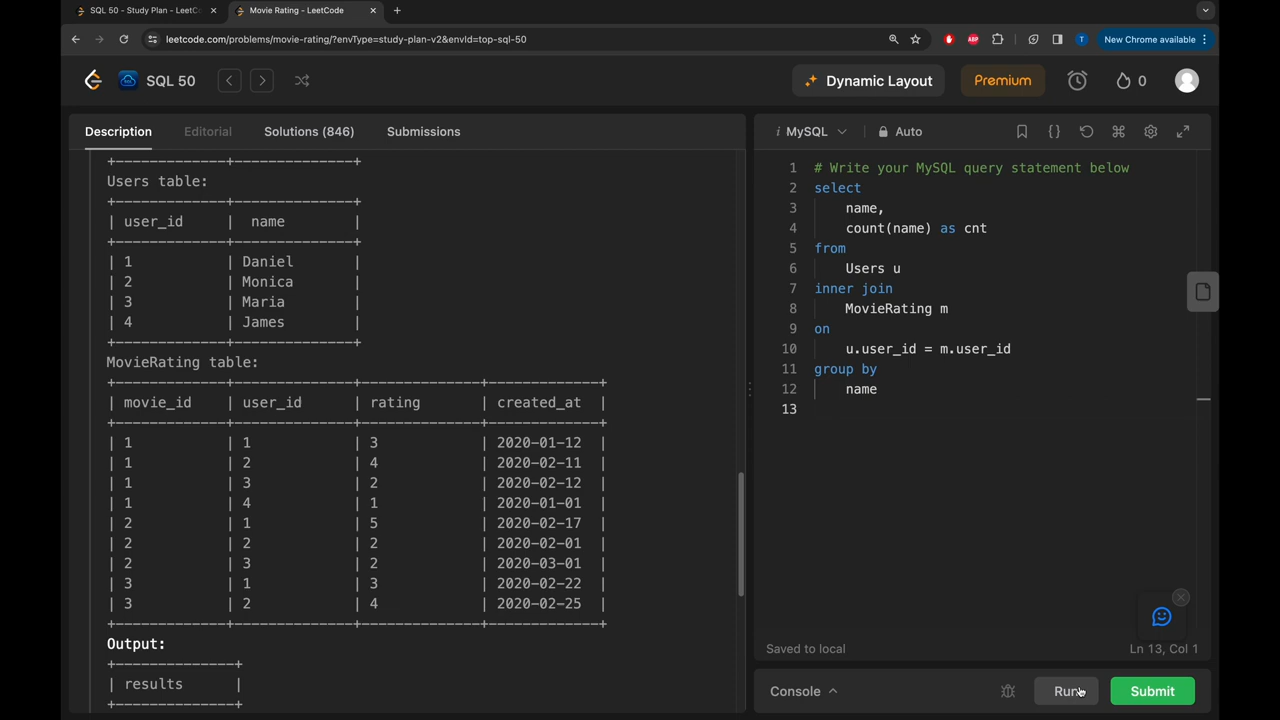 SQL 50 - Study Plan - LeetC
Movie Rating - LeetCode
leetcode.com/problems/movie-rating/?envType=study-plan-v2&envId=top-sql-50
ABP
T
New Chrome available
SQL 50
Dynamic Layout
Premium
0
Description
Editorial
Solutions (846)
Submissions
i MySQL
Auto
+--------------+--------------+
Users table:
+--------------+--------------+
| user_id | name |
+--------------+--------------+
| 1 | Daniel |
| 2 | Monica |
| 3 | Maria |
| 4 | James |
+--------------+--------------+
MovieRating table:
+--------------+--------------+--------------+-------------+
| movie_id | user_id | rating | created_at |
+--------------+--------------+--------------+-------------+
| 1 | 1 | 3 | 2020-01-12 |
| 1 | 2 | 4 | 2020-02-11 |
| 1 | 3 | 2 | 2020-02-12 |
| 1 | 4 | 1 | 2020-01-01 |
| 2 | 1 | 5 | 2020-02-17 |
| 2 | 2 | 2 | 2020-02-01 |
| 2 | 3 | 2 | 2020-03-01 |
| 3 | 1 | 3 | 2020-02-22 |
| 3 | 2 | 4 | 2020-02-25 |
+--------------+--------------+--------------+-------------+
Output:
+---------------+
| results |
+---------------+
1 # Write your MySQL query statement below
2 select
3 name,
4 count(name) as cnt
5 from
6 Users u
7 inner join
8 MovieRating m
9 on
10 u.user_id = m.user_id
11 group by
12 name
13
Saved to local
Ln 13, Col 1
Console
Run
Submit